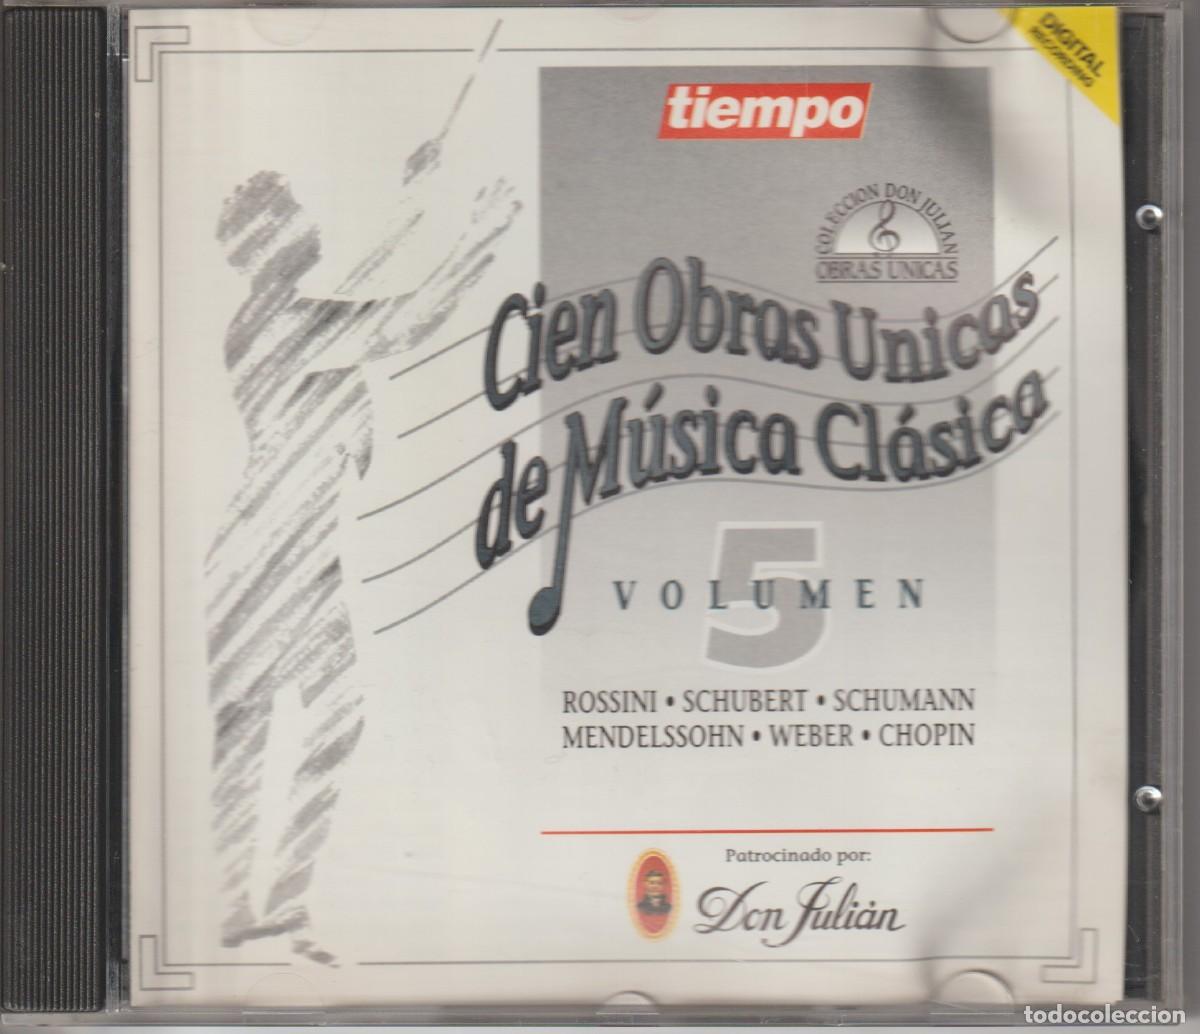 DIGITAL
RECORDING
tiempo
COLECCION DON JULIAN
OBRAS UNICAS
Cien Obras Unicas
de Música Clásica
5
VOLUMEN
ROSSINI • SCHUBERT • SCHUMANN
MENDELSSOHN • WEBER • CHOPIN
Patrocinado por:
Don Julián
todocoleccion